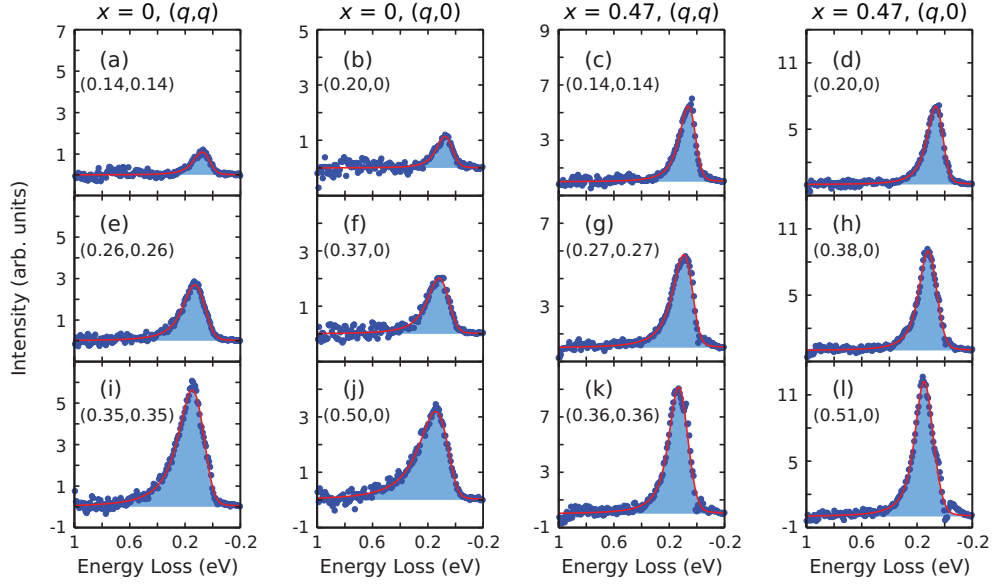 x = 0, (q,q) x = 0, (q,0) x = 0.47, (q,q) x = 0.47, (q,0)
7 5 9
(a) (b) (c) (d)
11
(0.14,0.14) (0.20,0) (0.14,0.14) (0.20,0)
5 3 7
3 1 3 3
1 1
(e) (f) (g) (h)
5 3 7 9
(0.26,0.26) (0.37,0) (0.27,0.27) (0.38,0)
3 1 3 5
1
(i) (j) (k) (l)
5 3 7 11
(0.35,0.35) (0.50,0) (0.36,0.36) (0.51,0)
3 1 3 7
1 3
-1 -1 -1 -1
1 0.6 0.2 -0.2 1 0.6 0.2 -0.2 1 0.6 0.2 -0.2 1 0.6 0.2 -0.2
Energy Loss (eV) Energy Loss (eV) Energy Loss (eV) Energy Loss (eV)
Intensity (arb. units)